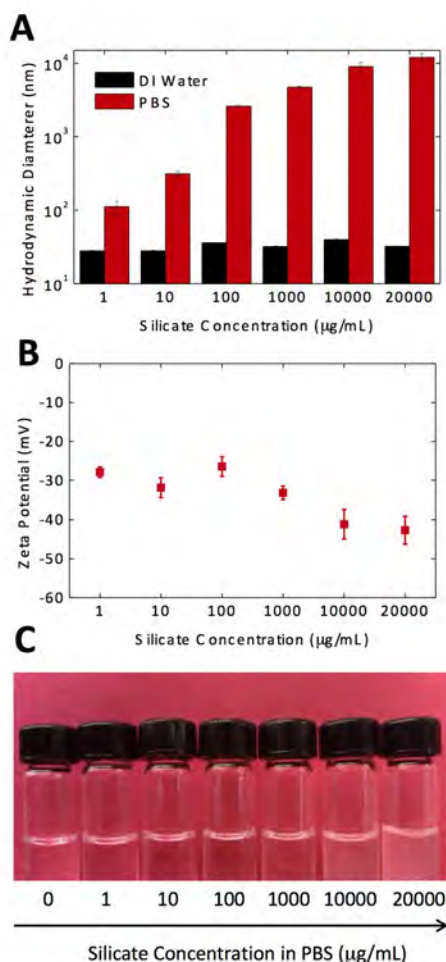 A
Hydrodynamic Diamterer (nm)
10⁴
10³
10²
10¹
DI Water
PBS
1 10 100 1000 10000 20000
Silicate Concentration (µg/mL)
B
Zeta Potential (mV)
0
-10
-20
-30
-40
-50
-60
1 10 100 1000 10000 20000
Silicate Concentration (µg/mL)
C
0 1 10 100 1000 10000 20000
Silicate Concentration in PBS (µg/mL)